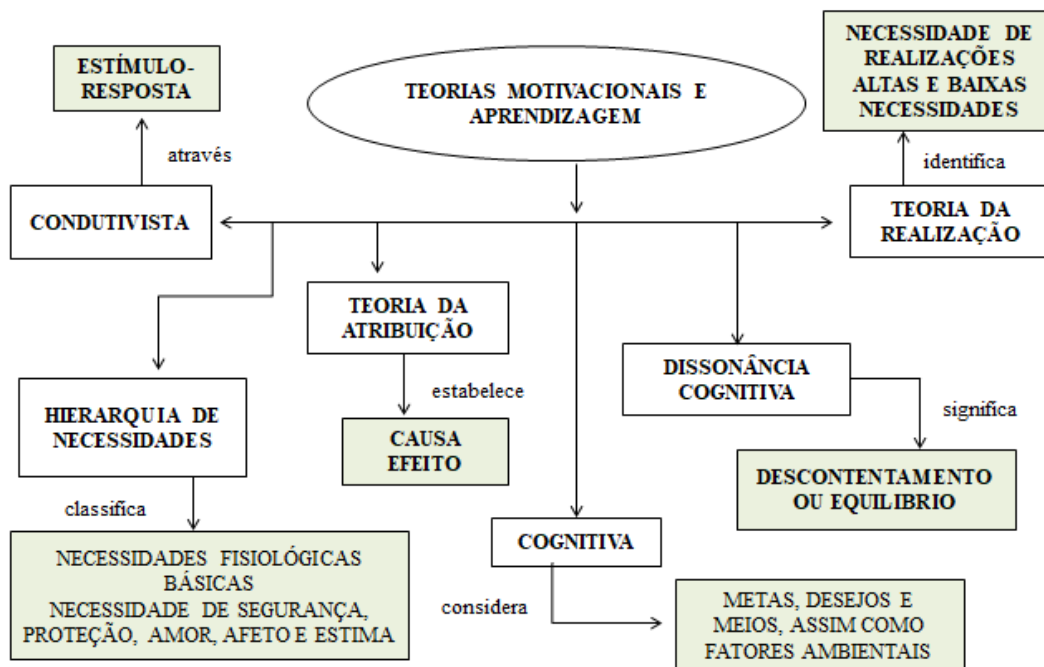 TEORIAS MOTIVACIONAIS E
APRENDIZAGEM
ESTÍMULO-
RESPOSTA
através
CONDUTIVISTA
NECESSIDADE DE
REALIZAÇÕES
ALTAS E BAIXAS
NECESSIDADES
identifica
TEORIA DA
REALIZAÇÃO
TEORIA DA
ATRIBUIÇÃO
estabelece
CAUSA
EFEITO
DISSONÂNCIA
COGNITIVA
significa
DESCONTENTAMENTO
OU EQUILIBRIO
HIERARQUIA DE
NECESSIDADES
classifica
NECESSIDADES FISIOLÓGICAS
BÁSICAS
NECESSIDADE DE SEGURANÇA,
PROTEÇÃO, AMOR, AFETO E ESTIMA
COGNITIVA
considera
METAS, DESEJOS E
MEIOS, ASSIM COMO
FATORES AMBIENTAIS